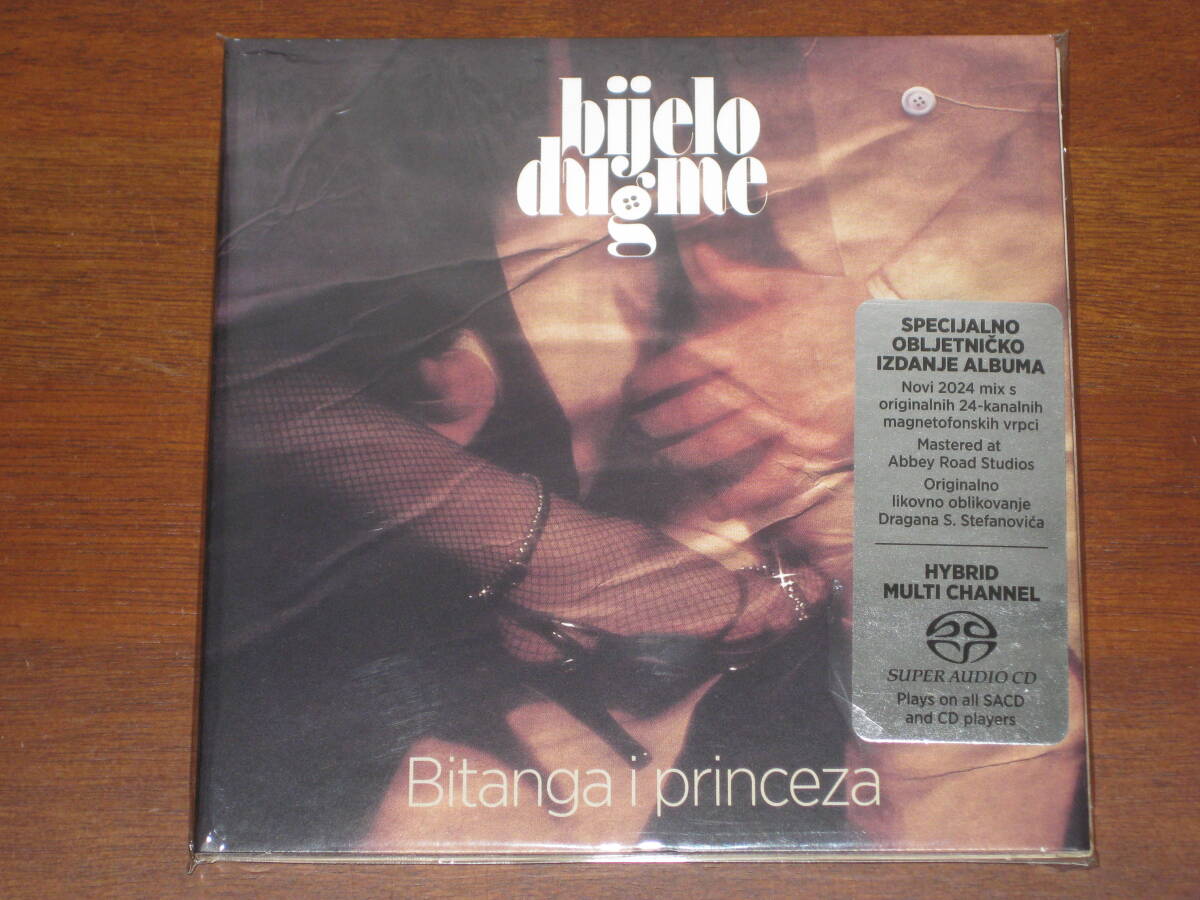 bijelo
dugme
SPECIJALNO
OBLJETNIČKO
IZDANJE ALBUMA
Novi 2024 mix s
originalnih 24-kanalnih
magnetofonskih vrpci
Mastered at
Abbey Road Studios
Originalno
likovno oblikovanje
Dragana S. Stefanovića
HYBRID
MULTI CHANNEL
SUPER AUDIO CD
Plays on all SACD
and CD players
Bitanga i princeza